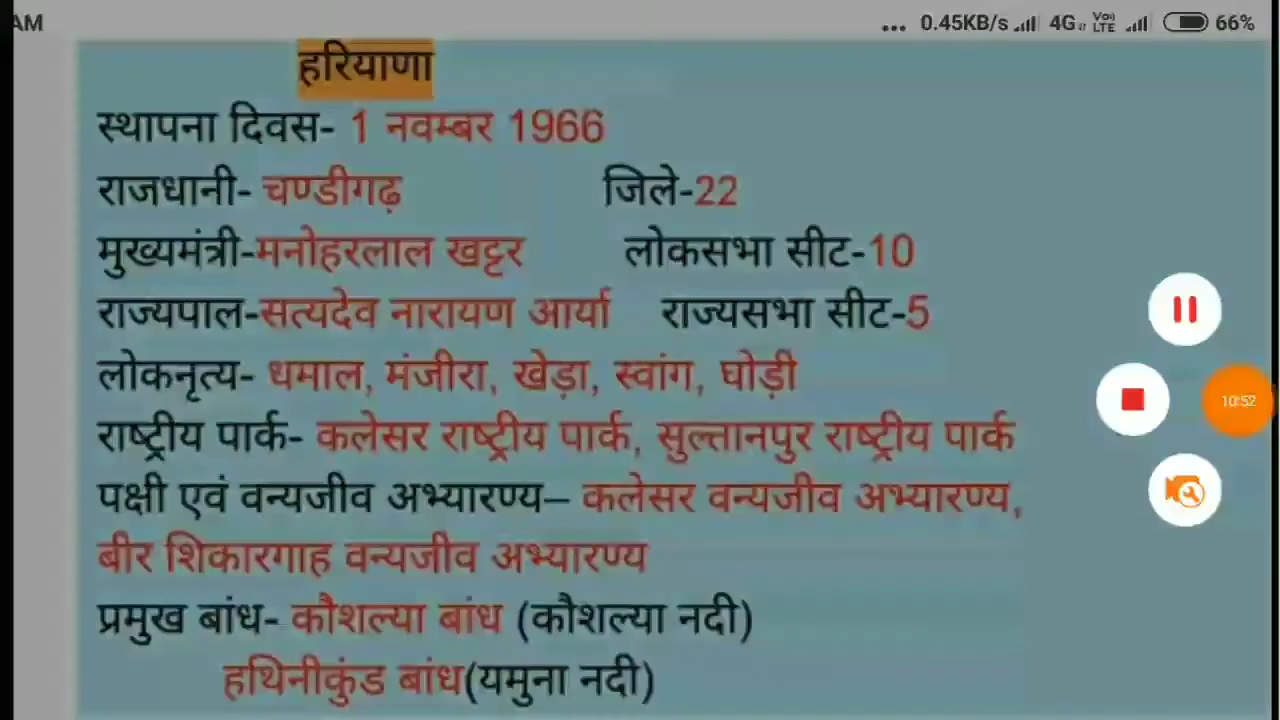 AM ... 0.45KB/s 4G Vo) LTE 66%
हरियाणा
स्थापना दिवस- 1 नवम्बर 1966
राजधानी- चण्डीगढ़ जिले-22
मुख्यमंत्री-मनोहरलाल खट्टर लोकसभा सीट-10
राज्यपाल-सत्यदेव नारायण आर्या राज्यसभा सीट-5
लोकनृत्य- धमाल, मंजीरा, खेड़ा, स्वांग, घोड़ी
राष्ट्रीय पार्क- कलेसर राष्ट्रीय पार्क, सुल्तानपुर राष्ट्रीय पार्क
पक्षी एवं वन्यजीव अभ्यारण्य– कलेसर वन्यजीव अभ्यारण्य,
बीर शिकारगाह वन्यजीव अभ्यारण्य
प्रमुख बांध- कौशल्या बांध (कौशल्या नदी)
हथिनीकुंड बांध(यमुना नदी)
10:52